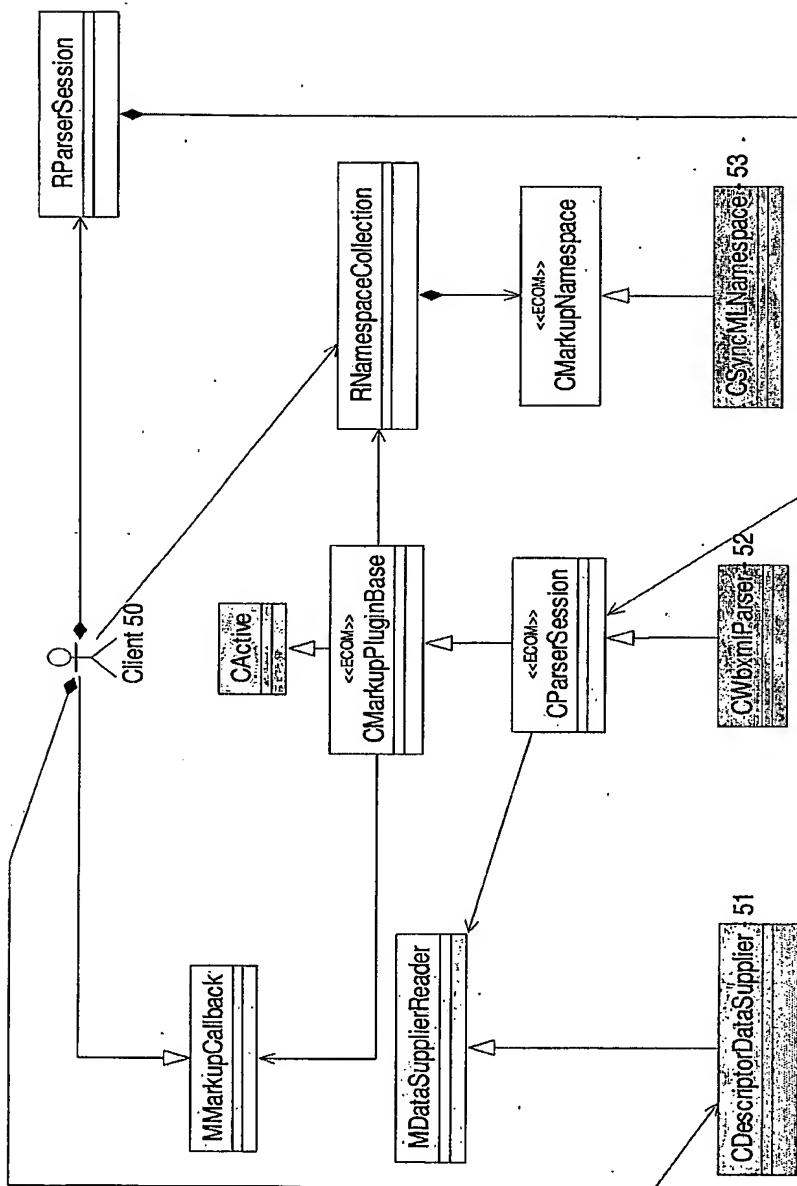 RParserSession
Client 50
RNamespaceCollection
MMarkupCallback
CActive
<<ECOM>>
CMarkupPluginBase
<<ECOM>>
CMarkupNamespace
MDataSupplierReader
<<ECOM>>
CParserSession
CDescriptorDataSupplier 51
CWbxmlParser 52
CSyncMLNamespace 53